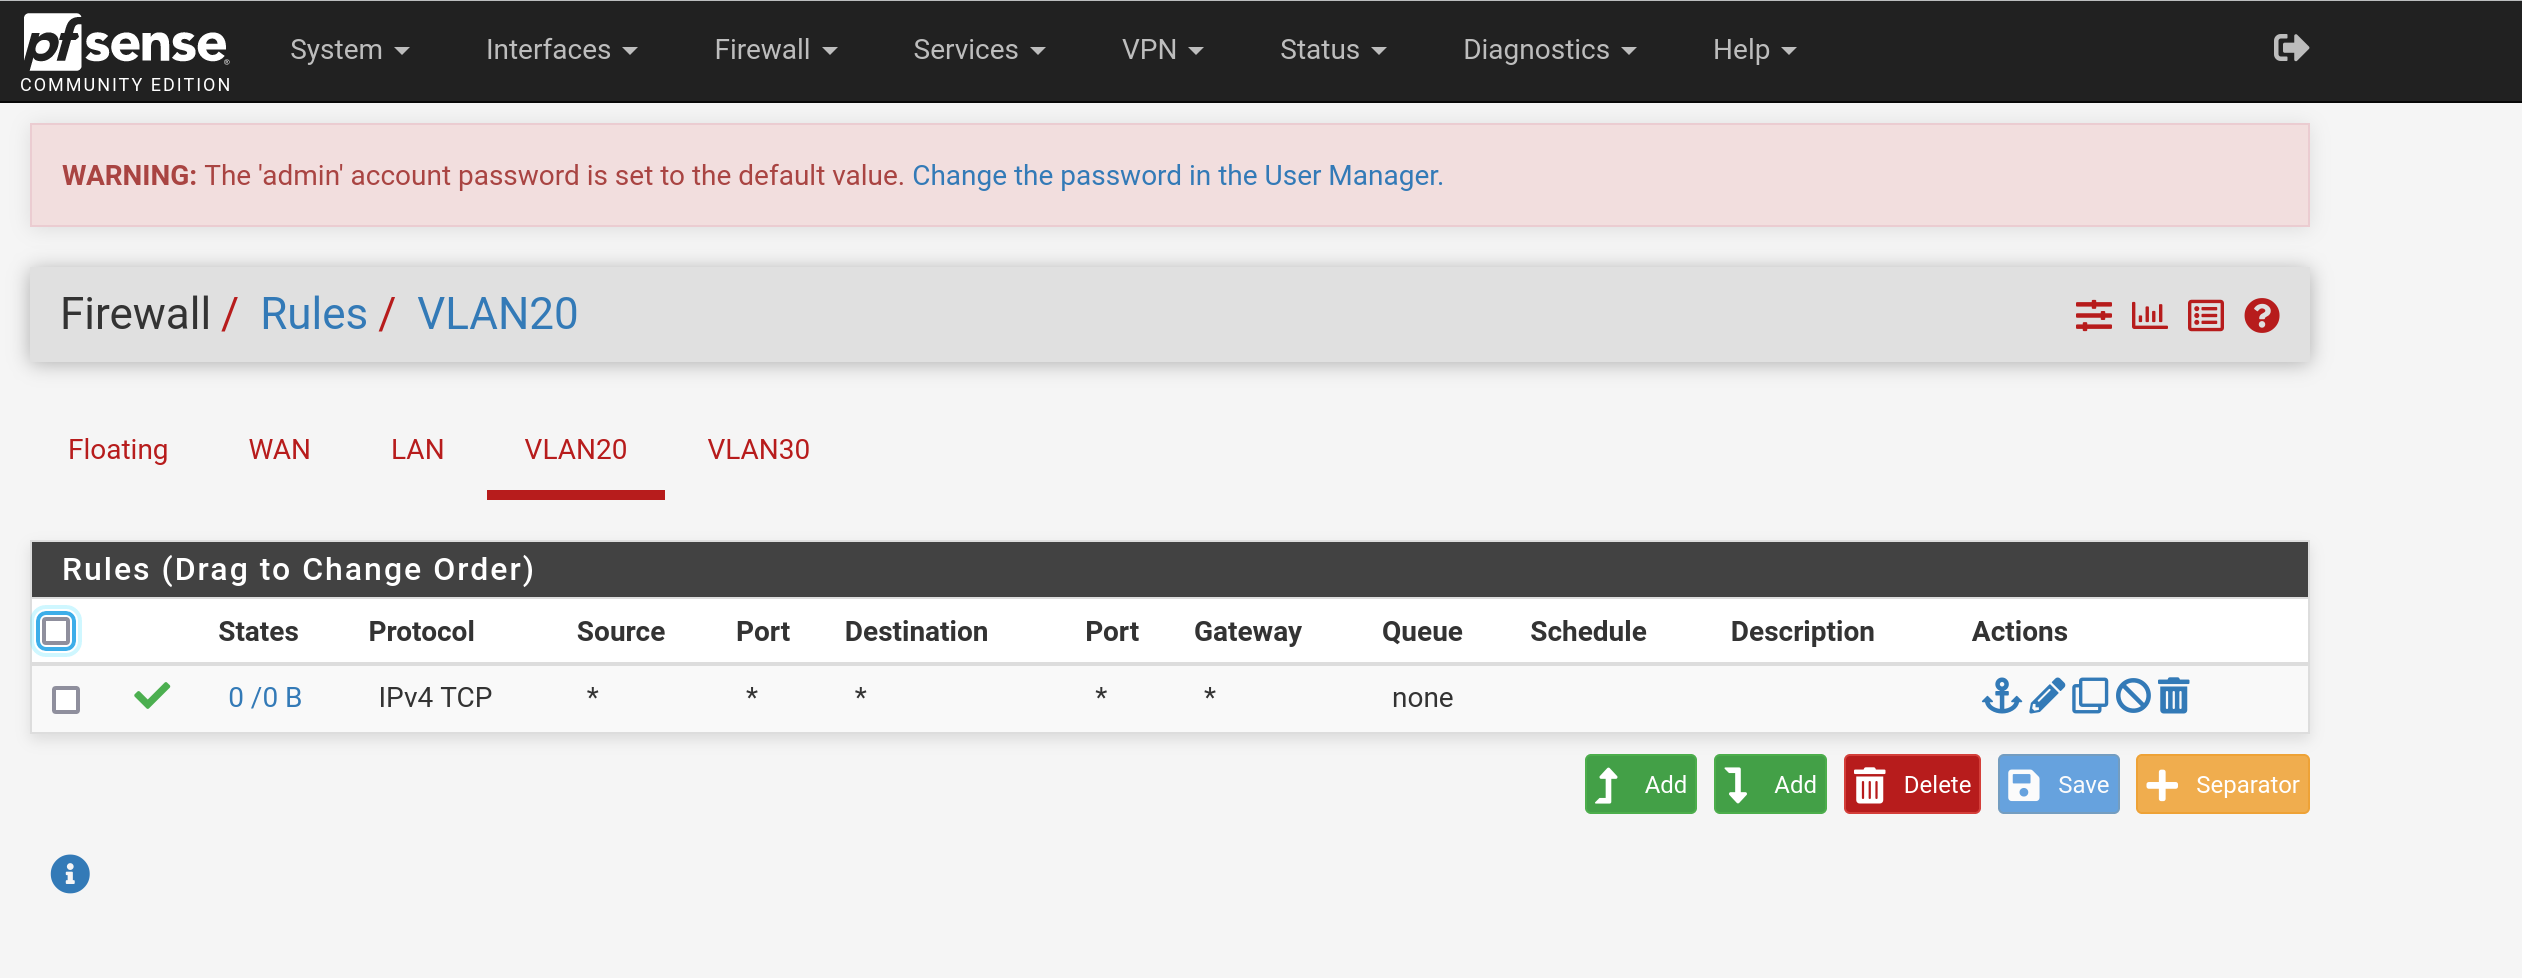 pfsense®
COMMUNITY EDITION
System Interfaces Firewall Services VPN Status Diagnostics Help
WARNING: The 'admin' account password is set to the default value. Change the password in the User Manager.
Firewall / Rules / VLAN20
Floating WAN LAN VLAN20 VLAN30
Rules (Drag to Change Order)
States Protocol Source Port Destination Port Gateway Queue Schedule Description Actions
0 /0 B IPv4 TCP * * * * * none
Add Add Delete Save Separator